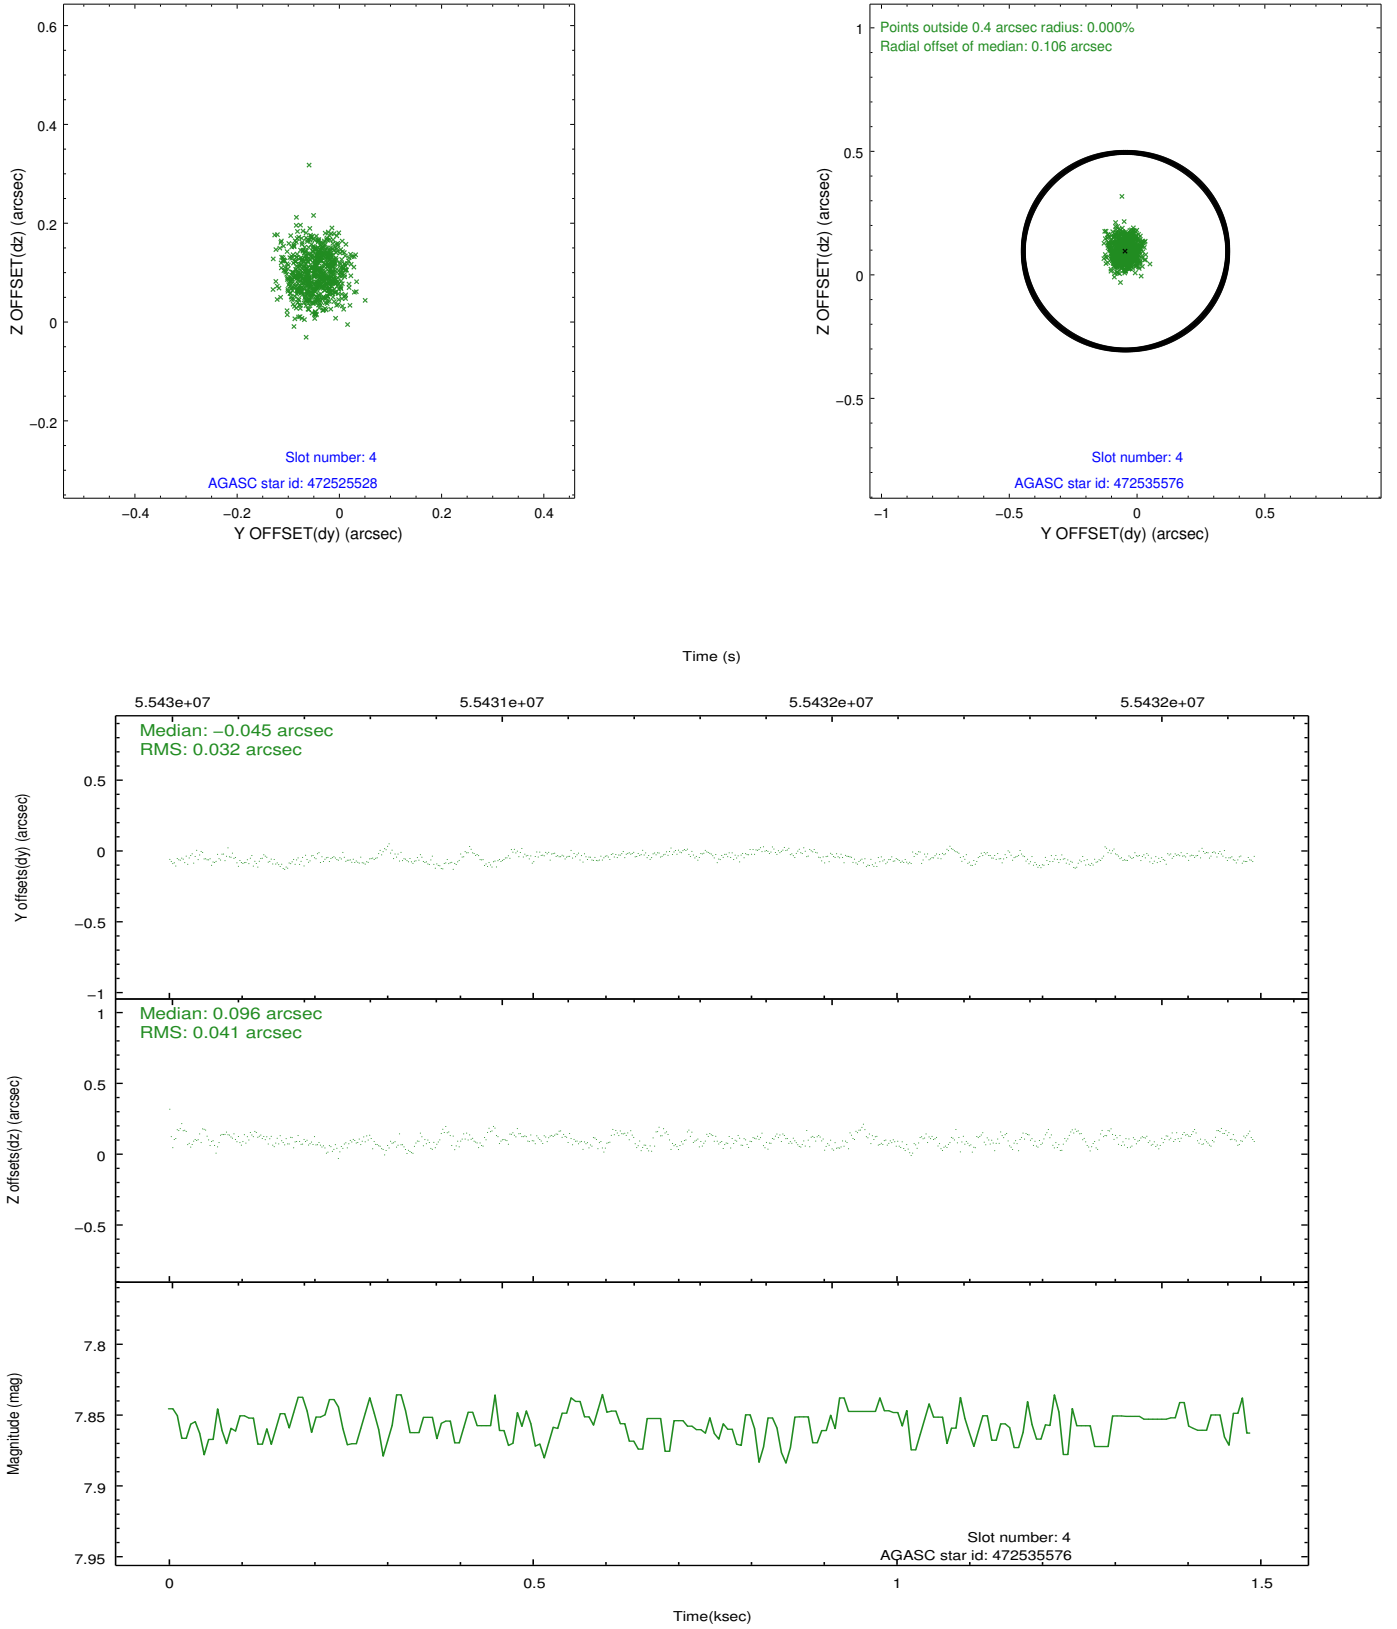 0.6
0.4
0.2
0
−0.2
Z OFFSET(dz) (arcsec)
Slot number: 4
AGASC star id: 472525528
−0.4
−0.2
0
0.2
0.4
Y OFFSET(dy) (arcsec)
Points outside 0.4 arcsec radius: 0.000%
Radial offset of median: 0.106 arcsec
1
0.5
0
−0.5
Z OFFSET(dz) (arcsec)
Slot number: 4
AGASC star id: 472535576
−1
−0.5
0
0.5
Y OFFSET(dy) (arcsec)
Time (s)
5.543e+07
5.5431e+07
5.5432e+07
5.5432e+07
Median: −0.045 arcsec
RMS: 0.032 arcsec
0.5
0
−0.5
−1
Y offsets(dy) (arcsec)
Median: 0.096 arcsec
RMS: 0.041 arcsec
1
0.5
0
−0.5
Z offsets(dz) (arcsec)
7.8
7.85
7.9
7.95
Magnitude (mag)
Slot number: 4
AGASC star id: 472535576
0
0.5
1
1.5
Time(ksec)